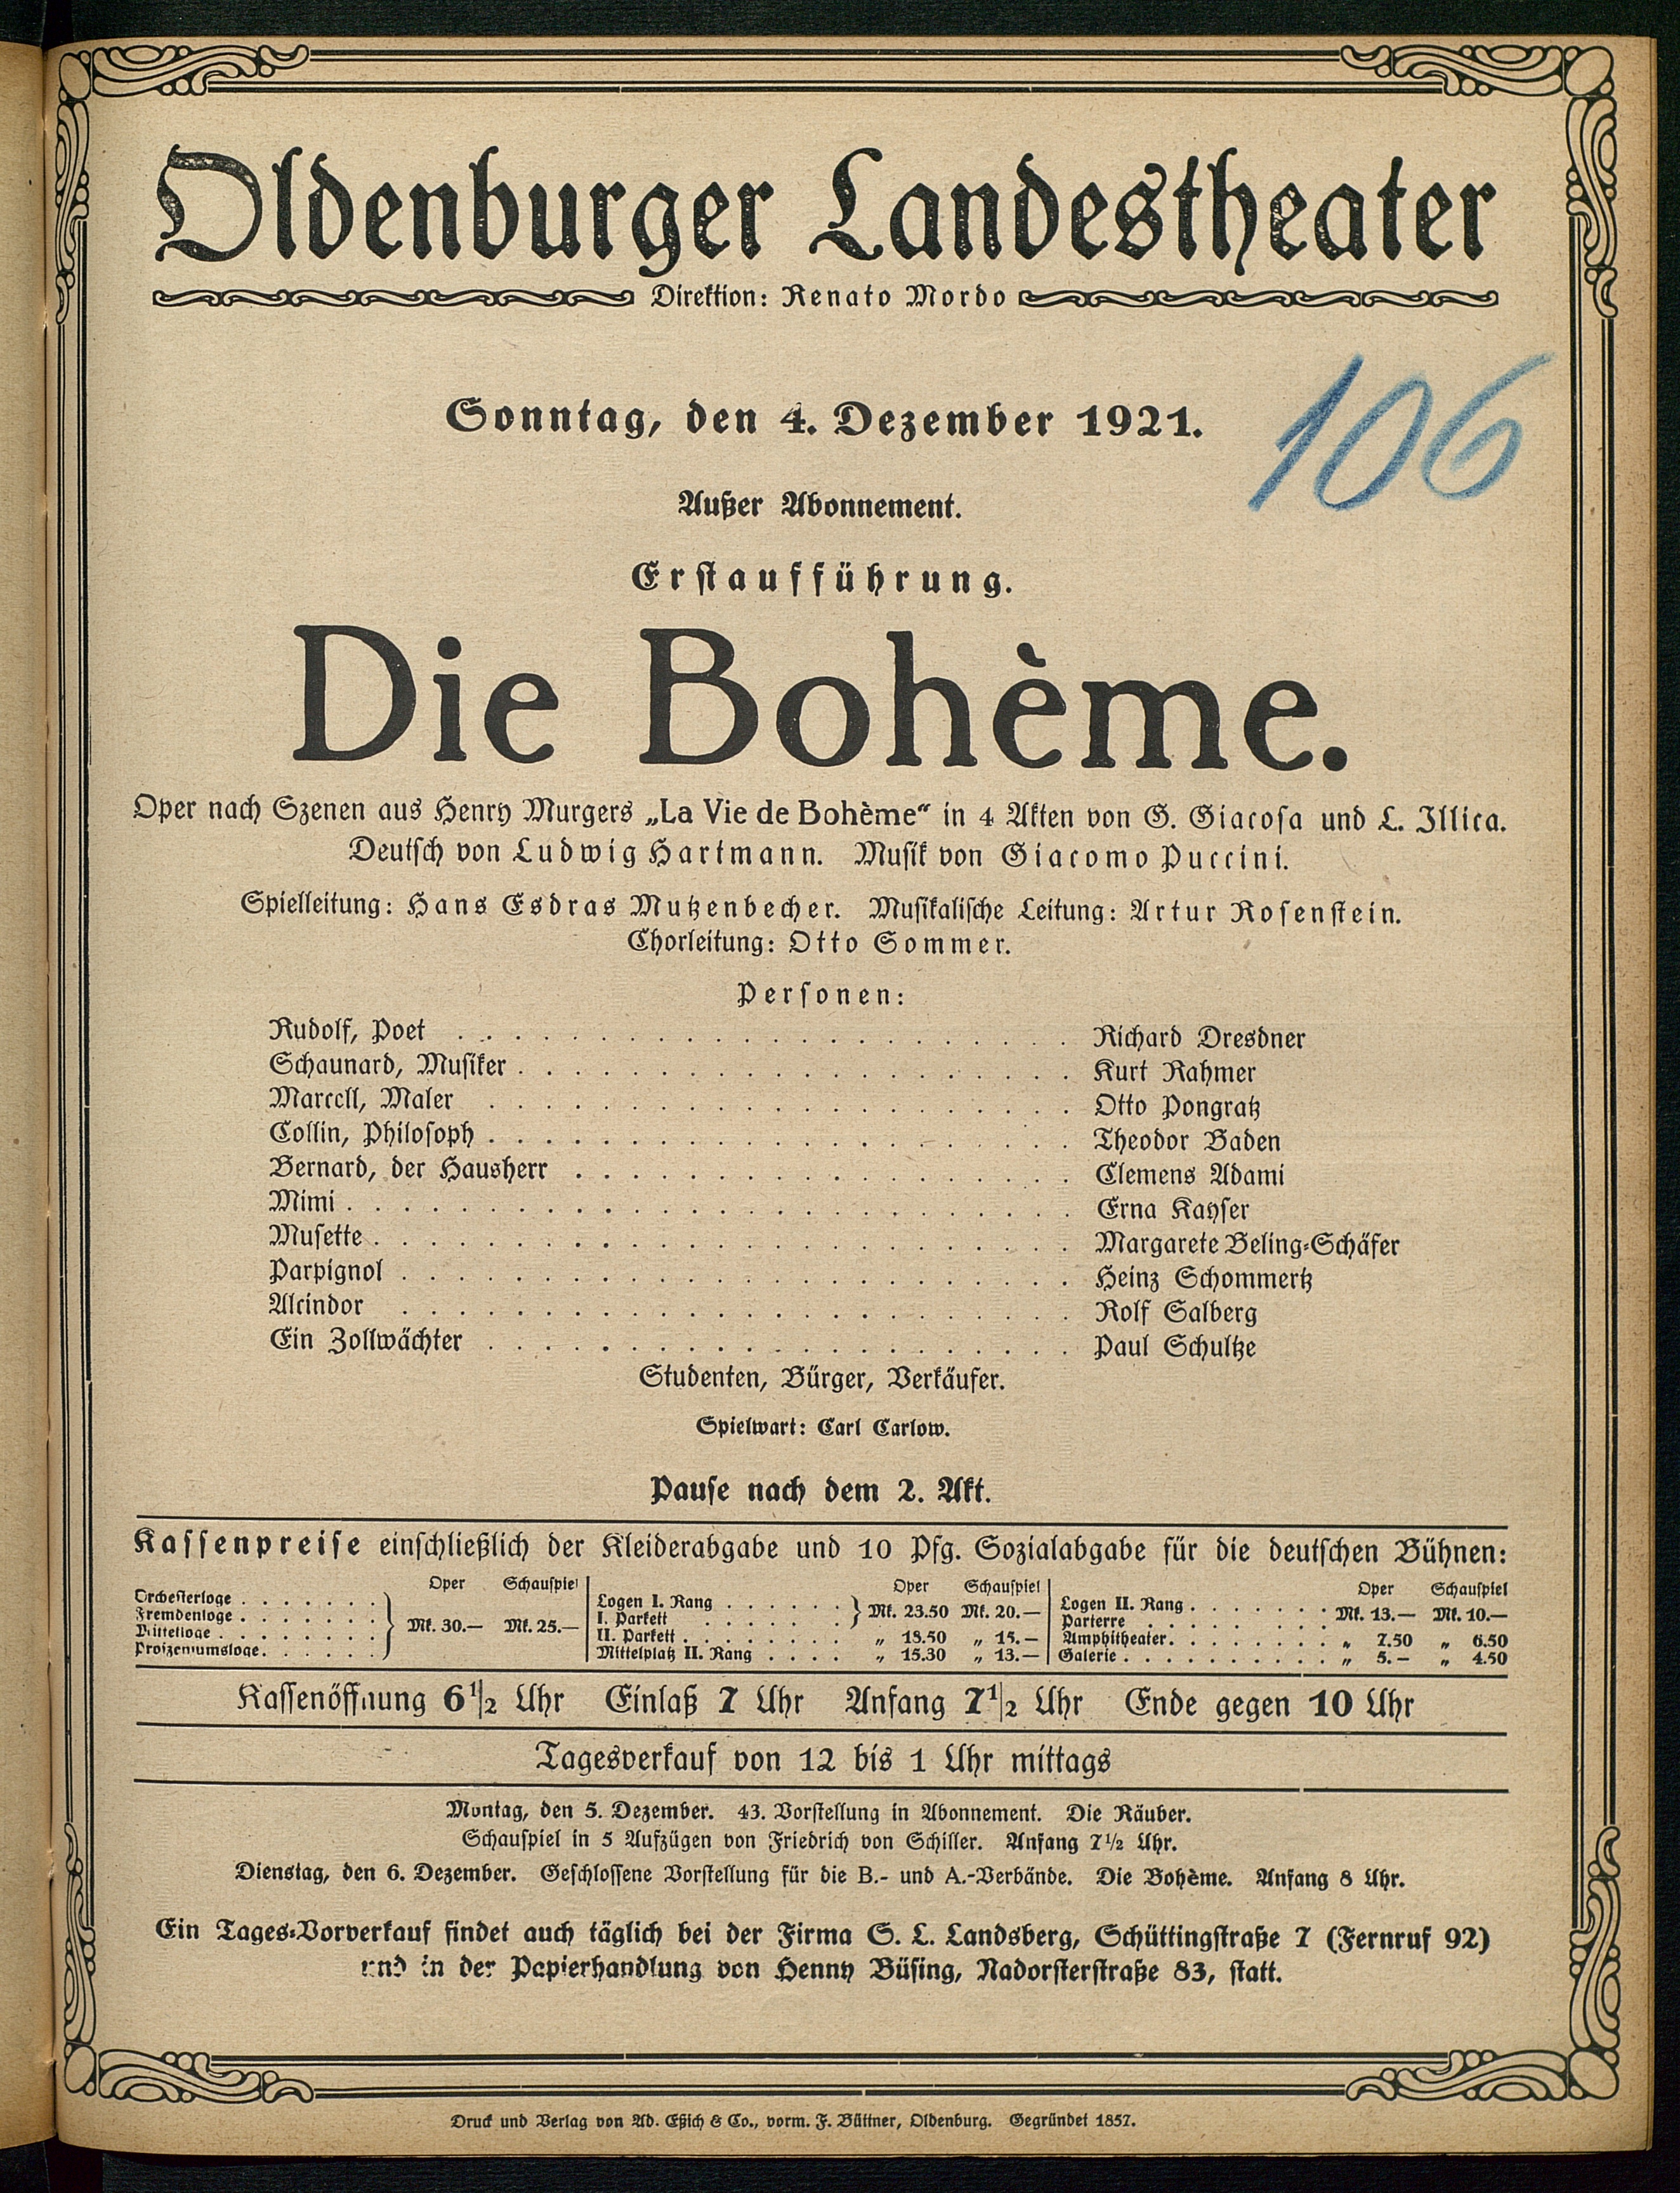 Oldenburger Landestheater
Direktion: Renato Mordo
106
Sonntag, den 4. Dezember 1921.
Außer Abonnement.
Erstaufführung.
Die Bohème.
Oper nach Szenen aus Henry Murgers „La Vie de Bohème“ in 4 Akten von G. Giacosa und L. Illica.
Deutsch von Ludwig Hartmann. Musik von Giacomo Puccini.
Spielleitung: Hans Esdras Mutzenbecher. Musikalische Leitung: Artur Rosenstein.
Chorleitung: Otto Sommer.
Personen:
Rudolf, Poet . . . Richard Dresdner
Schaunard, Musiker . . . Kurt Rahmer
Marcell, Maler . . . Otto Pongratz
Collin, Philosoph . . . Theodor Baden
Bernard, der Hausherr . . . Clemens Adami
Mimi . . . Erna Kayser
Musette . . . Margarete Beling-Schäfer
Parpignol . . . Heinz Schommertz
Alcindor . . . Rolf Salberg
Ein Zollwächter . . . Paul Schultze
Studenten, Bürger, Verkäufer.
Spielwart: Carl Carlow.
Pause nach dem 2. Akt.
Kassenpreise einschließlich der Kleiderabgabe und 10 Pfg. Sozialabgabe für die deutschen Bühnen:
Oper Schauspiel
Orchesterloge . . .
Fremdenloge . . .
Mittelloge . . .
Proszeniumsloge . . .
Mk. 30.— Mk. 25.—
Oper Schauspiel
Logen I. Rang . . .
I. Parkett . . .
Mk. 23.50 Mk. 20.—
II. Parkett . . . „ 18.50 „ 15.—
Mittelplatz II. Rang . . . „ 15.30 „ 13.—
Oper Schauspiel
Logen II. Rang . . .
Parterre . . .
Mk. 13.— Mk. 10.—
Amphitheater . . . „ 7.50 „ 6.50
Galerie . . . „ 5.— „ 4.50
Kassenöffnung 6 1/2 Uhr Einlaß 7 Uhr Anfang 7 1/2 Uhr Ende gegen 10 Uhr
Tagesverkauf von 12 bis 1 Uhr mittags
Montag, den 5. Dezember. 43. Vorstellung in Abonnement. Die Räuber.
Schauspiel in 5 Aufzügen von Friedrich von Schiller. Anfang 7 1/2 Uhr.
Dienstag, den 6. Dezember. Geschlossene Vorstellung für die B.- und A.-Verbände. Die Bohème. Anfang 8 Uhr.
Ein Tages-Vorverkauf findet auch täglich bei der Firma S. L. Landsberg, Schüttingstraße 7 (Fernruf 92)
und in der Papierhandlung von Henny Büsing, Nadorsterstraße 83, statt.
Druck und Verlag von Ad. Eßich & Co., vorm. F. Büttner, Oldenburg. Gegründet 1857.